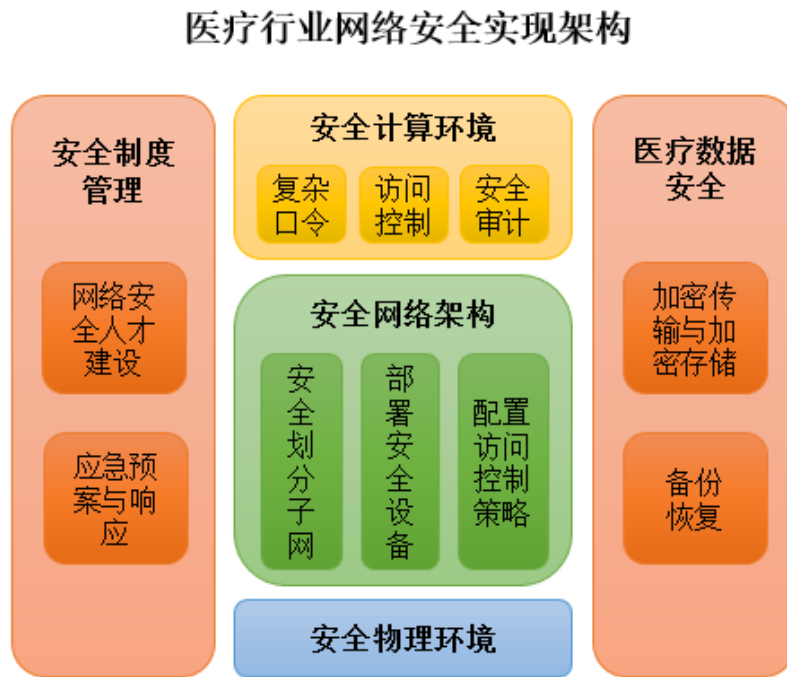 医疗行业网络安全实现架构
安全制度
管理
网络安
全人才
建设
应急预
案与响
应
安全计算环境
复杂
口令
访问
控制
安全
审计
安全网络架构
安
全
划
分
子
网
部
署
安
全
设
备
配置
访问
控制
策略
安全物理环境
医疗数据
安全
加密传
输与加
密存储
备份
恢复